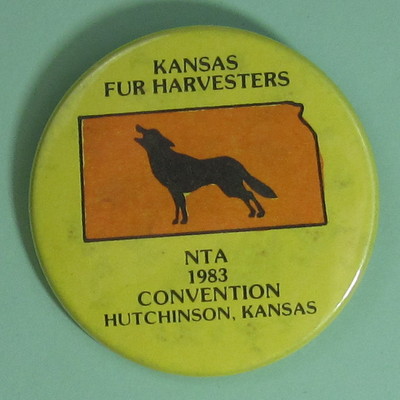 KANSAS
FUR HARVESTERS
NTA
1983
CONVENTION
HUTCHINSON, KANSAS